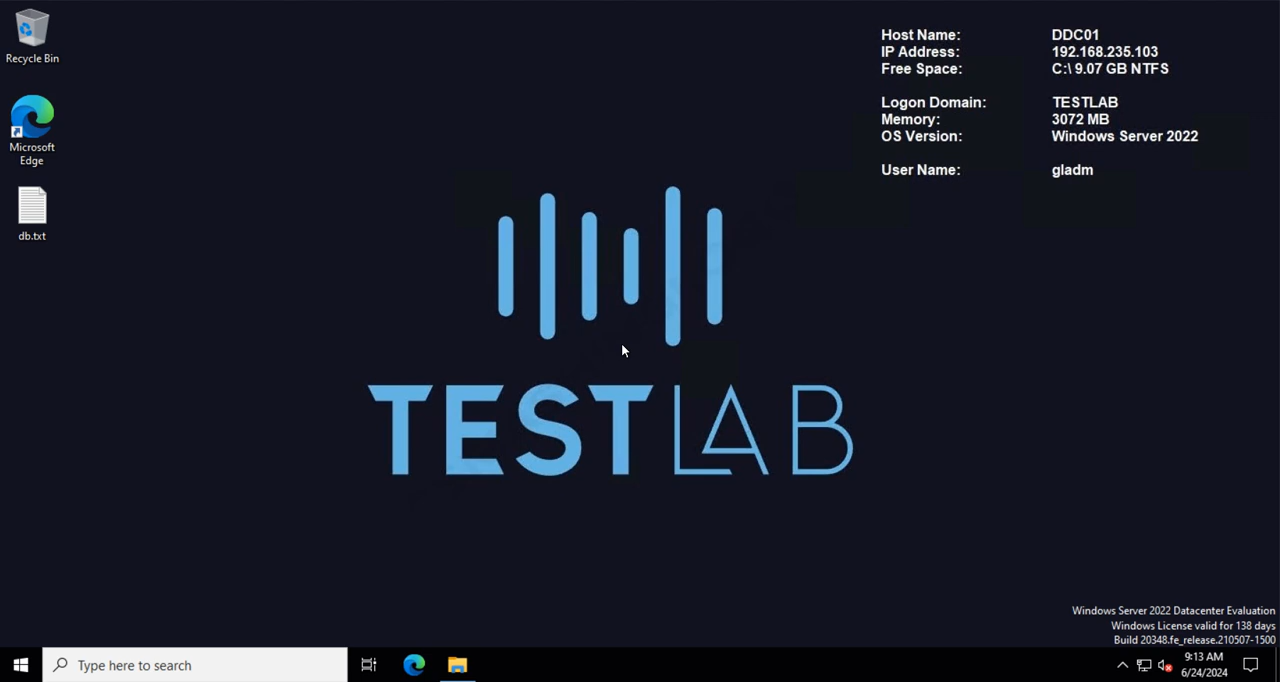 Recycle Bin
Microsoft
Edge
db.txt
Host Name: DDC01
IP Address: 192.168.235.103
Free Space: C:\ 9.07 GB NTFS
Logon Domain: TESTLAB
Memory: 3072 MB
OS Version: Windows Server 2022
User Name: gladm
TESTLAB
Windows Server 2022 Datacenter Evaluation
Windows License valid for 138 days
Build 20348.fe_release.210507-1500
Type here to search
9:13 AM
6/24/2024